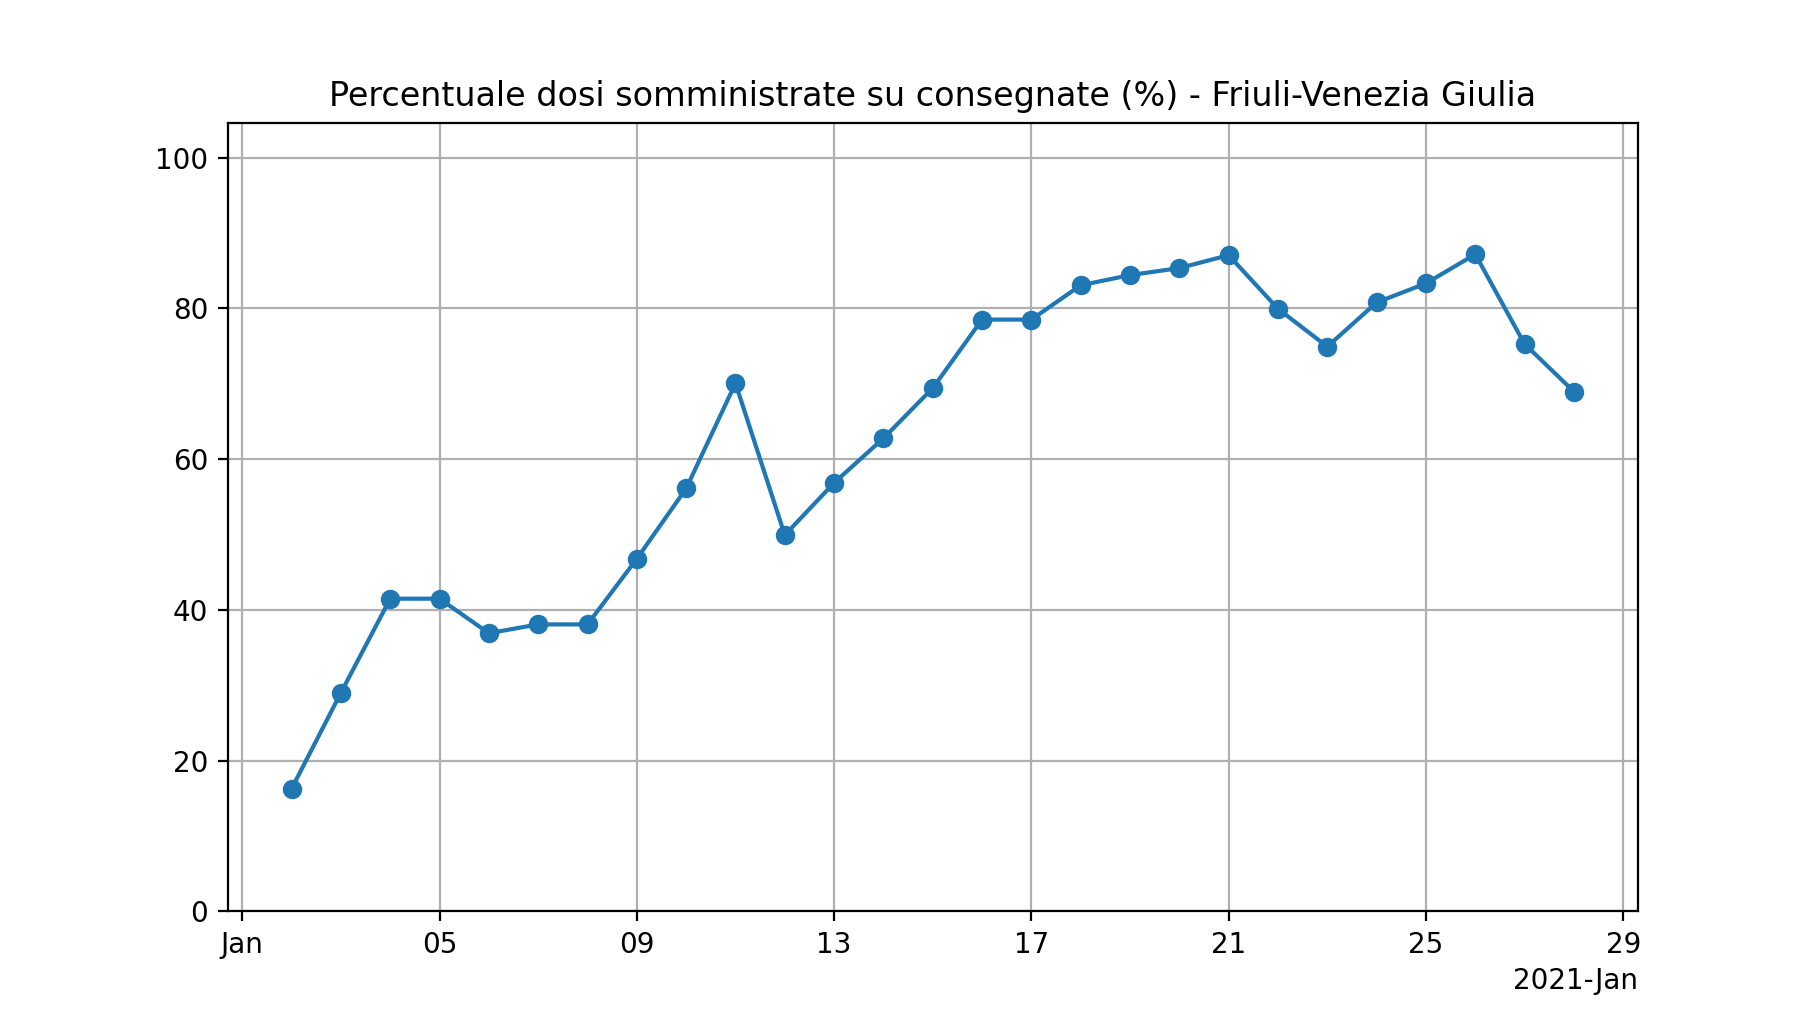 Percentuale dosi somministrate su consegnate (%) - Friuli-Venezia Giulia
100
80
60
40
20
0
Jan 05 09 13 17 21 25 29
2021-Jan